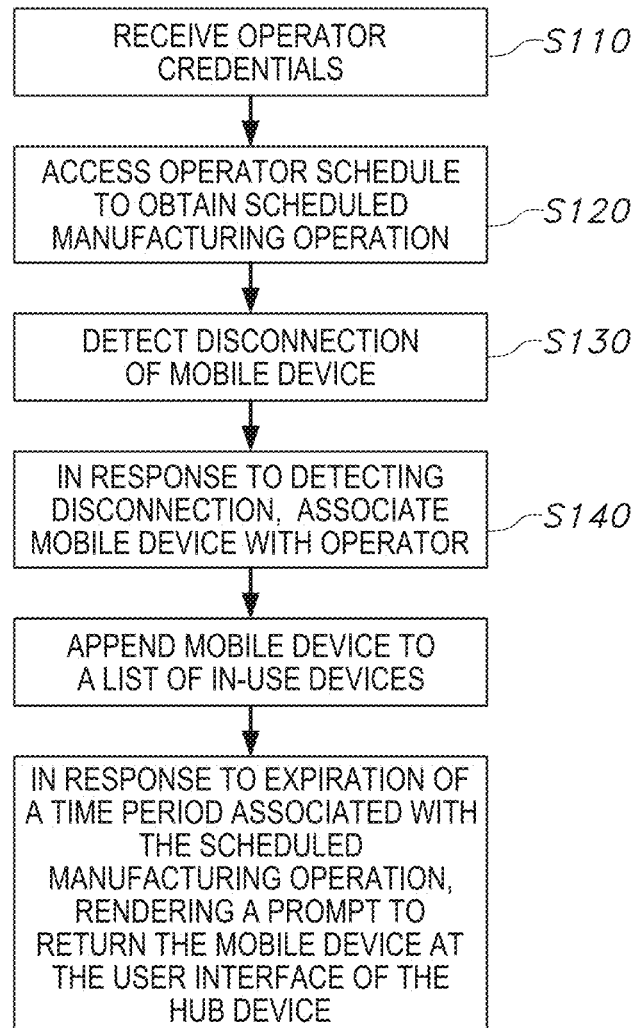 RECEIVE OPERATOR
CREDENTIALS
S110
ACCESS OPERATOR SCHEDULE
TO OBTAIN SCHEDULED
MANUFACTURING OPERATION
S120
DETECT DISCONNECTION
OF MOBILE DEVICE
S130
IN RESPONSE TO DETECTING
DISCONNECTION, ASSOCIATE
MOBILE DEVICE WITH OPERATOR
S140
APPEND MOBILE DEVICE TO
A LIST OF IN-USE DEVICES
IN RESPONSE TO EXPIRATION OF
A TIME PERIOD ASSOCIATED WITH
THE SCHEDULED
MANUFACTURING OPERATION,
RENDERING A PROMPT TO
RETURN THE MOBILE DEVICE AT
THE USER INTERFACE OF THE
HUB DEVICE